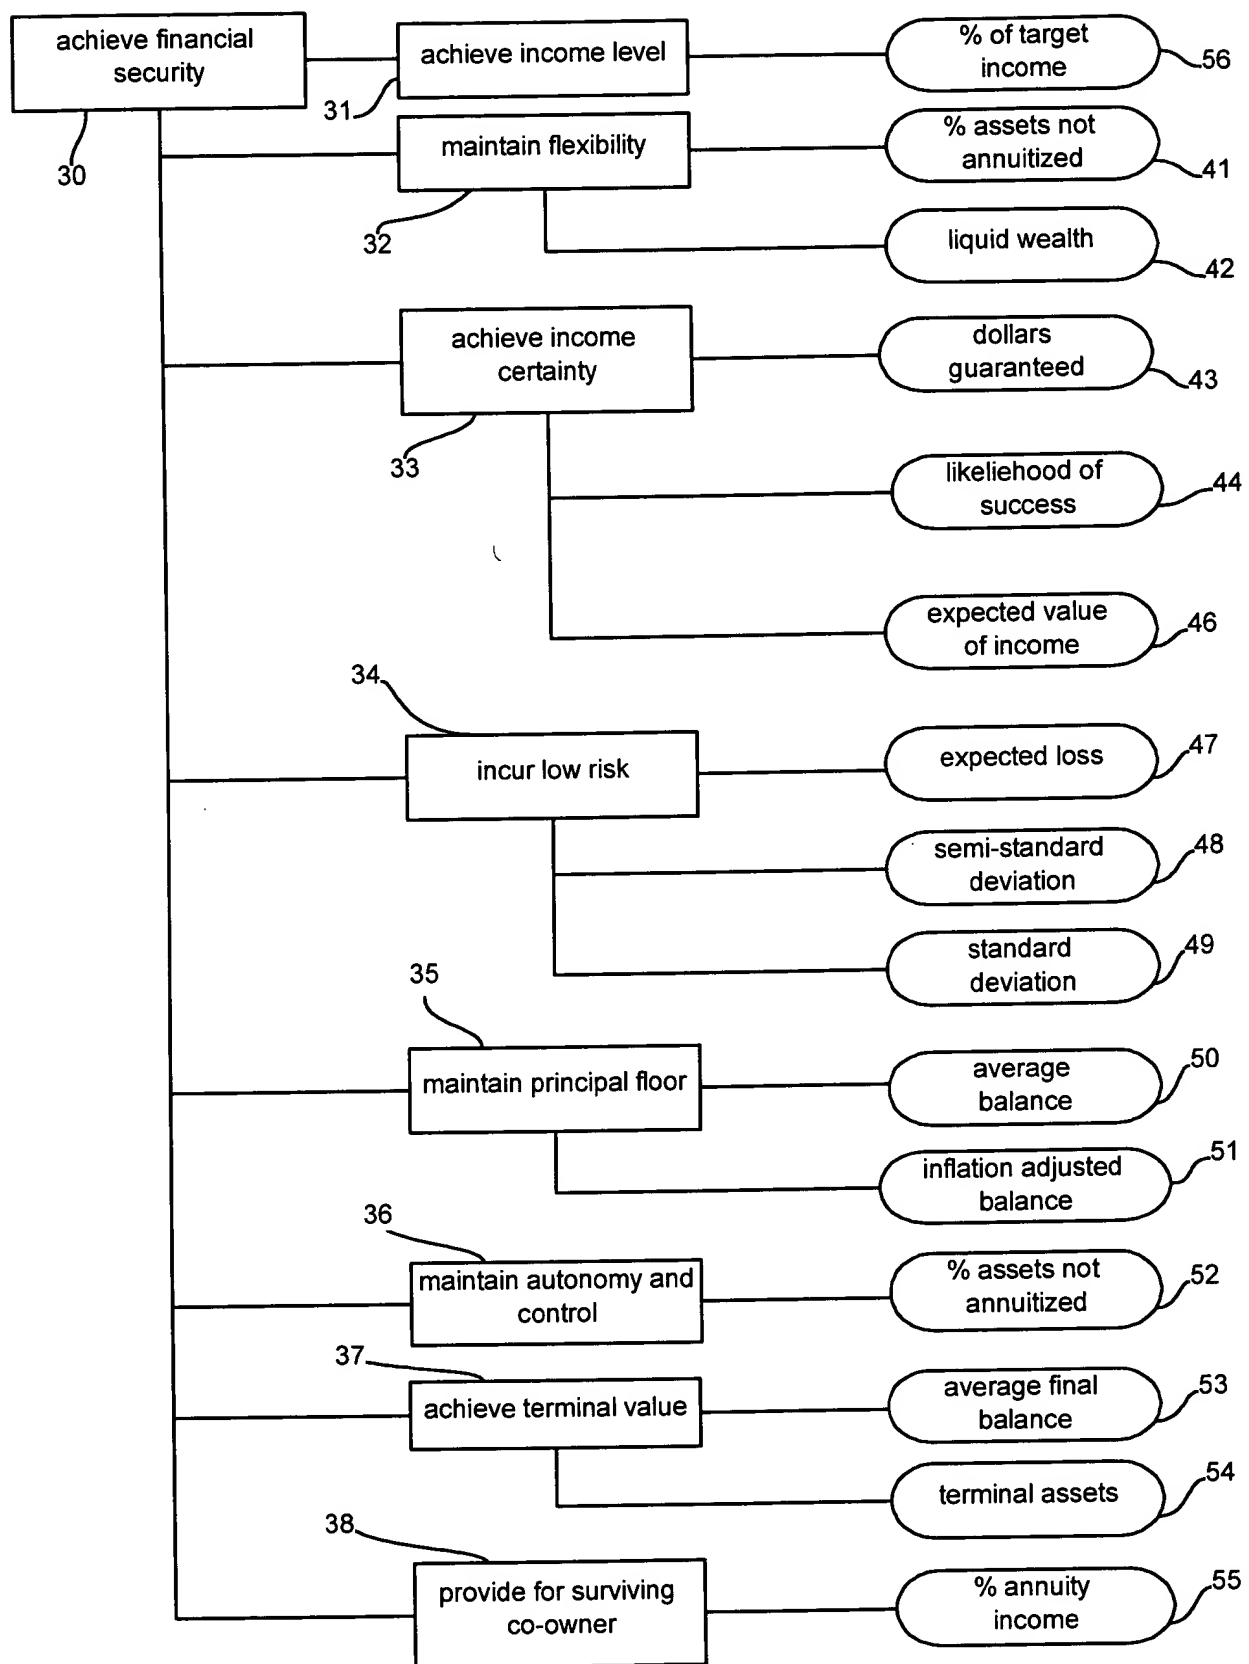 achieve financial
security
30
achieve income level
31
% of target
income
56
maintain flexibility
32
% assets not
annuitized
41
liquid wealth
42
achieve income
certainty
33
dollars
guaranteed
43
likeliehood of
success
44
expected value
of income
46
34
incur low risk
expected loss
47
semi-standard
deviation
48
standard
deviation
49
35
maintain principal floor
average
balance
50
inflation adjusted
balance
51
36
maintain autonomy and
control
% assets not
annuitized
52
37
achieve terminal value
average final
balance
53
terminal assets
54
38
provide for surviving
co-owner
% annuity
income
55